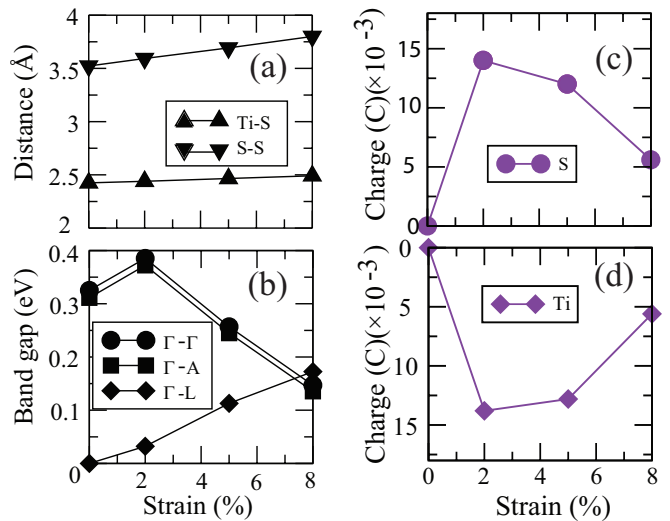 Distance (Å)
4
3.5
3
2.5
2
(a)
Ti-S
S-S
Band gap (eV)
0.4
0.3
0.2
0.1
0
(b)
Γ-Γ
Γ-A
Γ-L
0 2 4 6 8
Strain (%)
Charge (C)(×10⁻³)
15
10
5
0
(c)
S
Charge (C)(×10⁻³)
0
5
10
15
(d)
Ti
0 2 4 6 8
Strain (%)